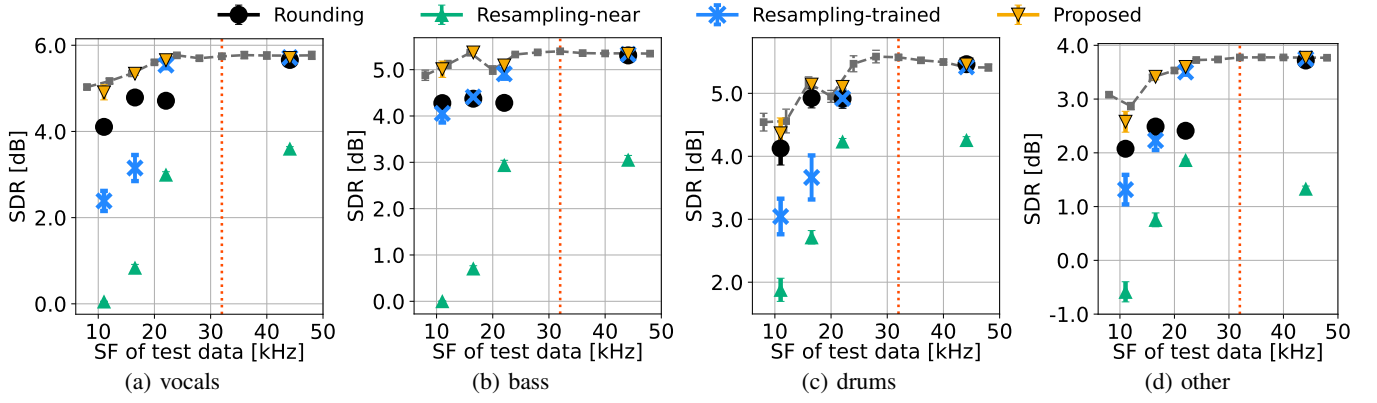 Rounding Resampling-near Resampling-trained Proposed
SDR [dB]
6.0
4.0
2.0
0.0
10 20 30 40 50
SF of test data [kHz]
(a) vocals
SDR [dB]
5.0
4.0
3.0
2.0
1.0
0.0
10 20 30 40 50
SF of test data [kHz]
(b) bass
SDR [dB]
5.0
4.0
3.0
2.0
10 20 30 40 50
SF of test data [kHz]
(c) drums
SDR [dB]
4.0
3.0
2.0
1.0
0.0
-1.0
10 20 30 40 50
SF of test data [kHz]
(d) other